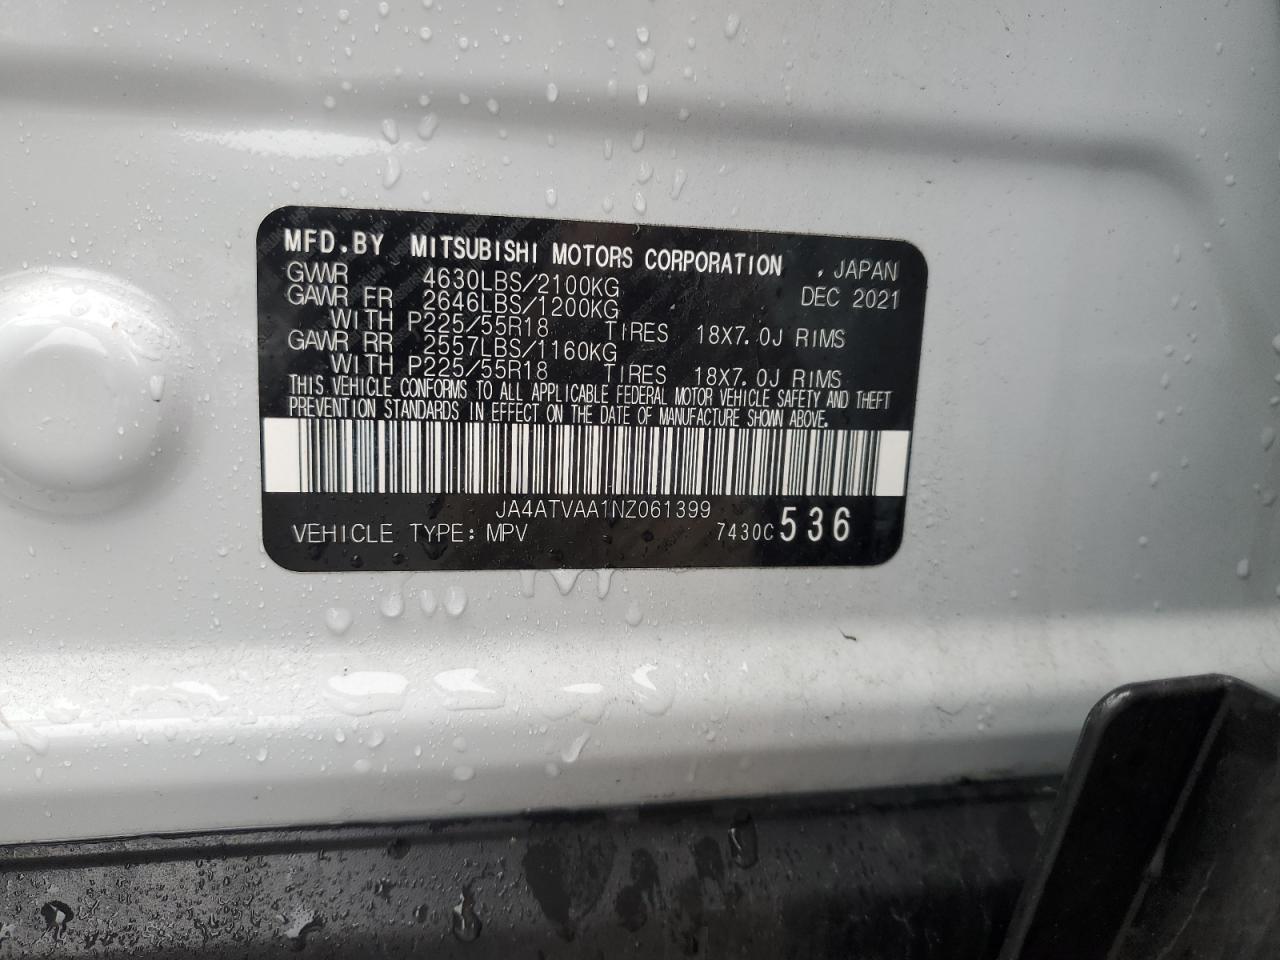 MFD.BY MITSUBISHI MOTORS CORPORATION , JAPAN
GWWR 4630LBS/2100KG DEC 2021
GAWR FR 2646LBS/1200KG
WITH P225/55R18 TIRES 18X7.0J RIMS
GAWR RR 2557LBS/1160KG
WITH P225/55R18 TIRES 18X7.0J RIMS
THIS VEHICLE CONFORMS TO ALL APPLICABLE FEDERAL MOTOR VEHICLE SAFETY AND THEFT
PREVENTION STANDARDS IN EFFECT ON THE DATE OF MANUFACTURE SHOWN ABOVE.
JA4ATVAA1NZ061399
VEHICLE TYPE: MPV 7430C 536